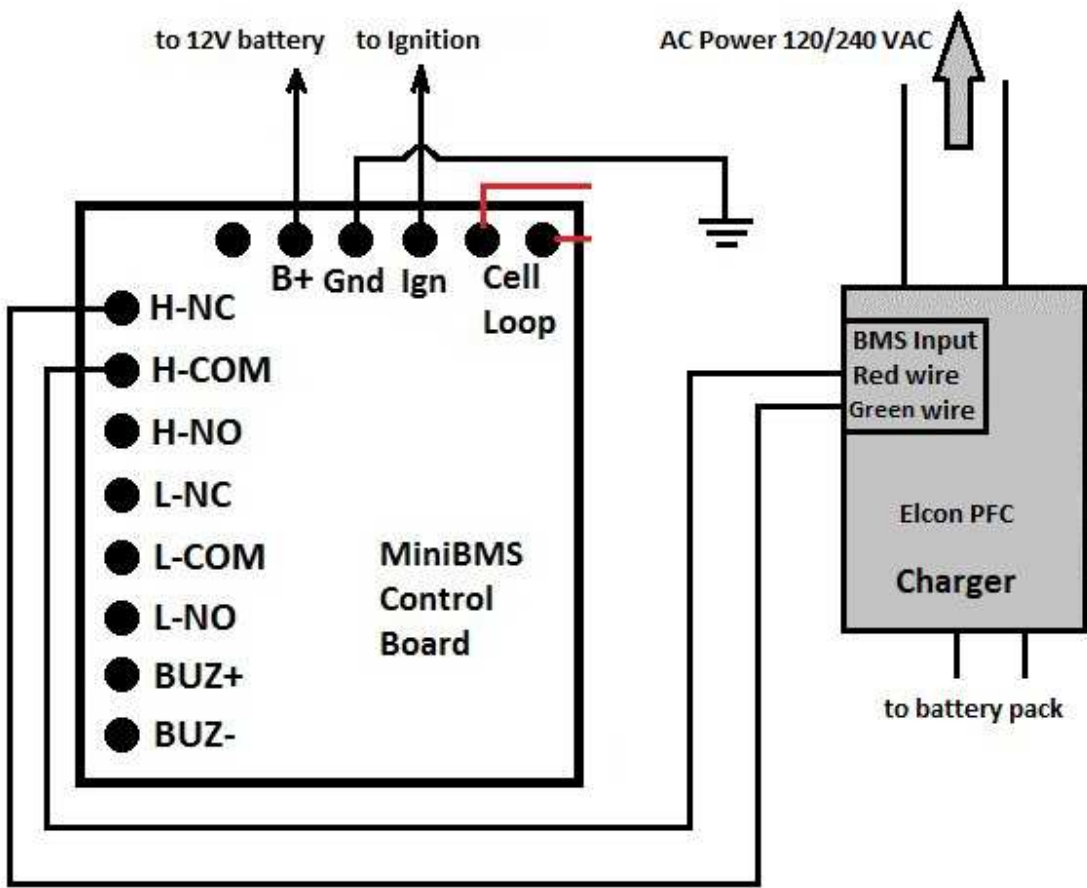 to 12V battery
to Ignition
AC Power 120/240 VAC
B+
Gnd
Ign
Cell
Loop
H-NC
H-COM
H-NO
L-NC
L-COM
L-NO
BUZ+
BUZ-
MiniBMS
Control
Board
BMS Input
Red wire
Green wire
Elcon PFC
Charger
to battery pack